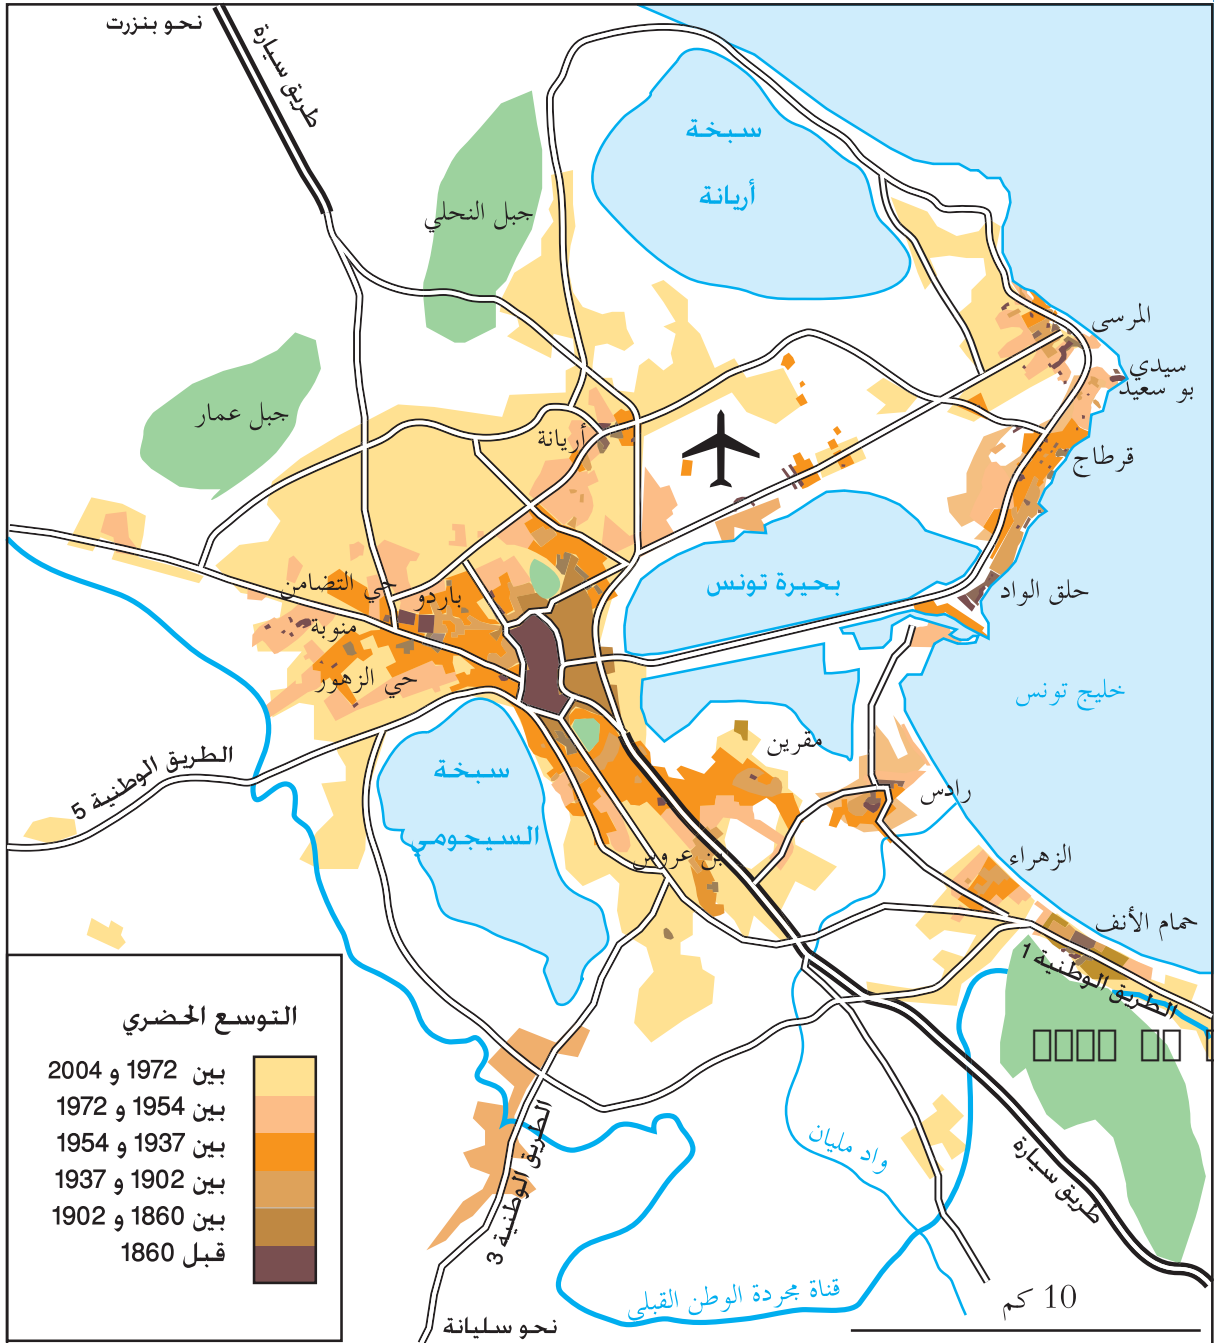 نحو بنزرت
طريق سيارة
سبخة
أريانة
جبل النحلي
المرسى
سيدي
بو سعيد
جبل عمار
أريانة
قرطاج
حي التضامن
باردو
بحيرة تونس
حلق الواد
منوبة
حي الزهور
خليج تونس
مقرين
الطريق الوطنية 5
سبخة
السيجومي
رادس
بن عروس
الزهراء
حمام الأنف
الطريق الوطنية 1
التوسع الحضري
بين 1972 و 2004
بين 1954 و 1972
بين 1937 و 1954
بين 1902 و 1937
بين 1860 و 1902
قبل 1860
الطريق الوطنية 3
واد مليان
طريق سيارة
قناة مجردة الوطن القبلي
10 كم
نحو سليانة